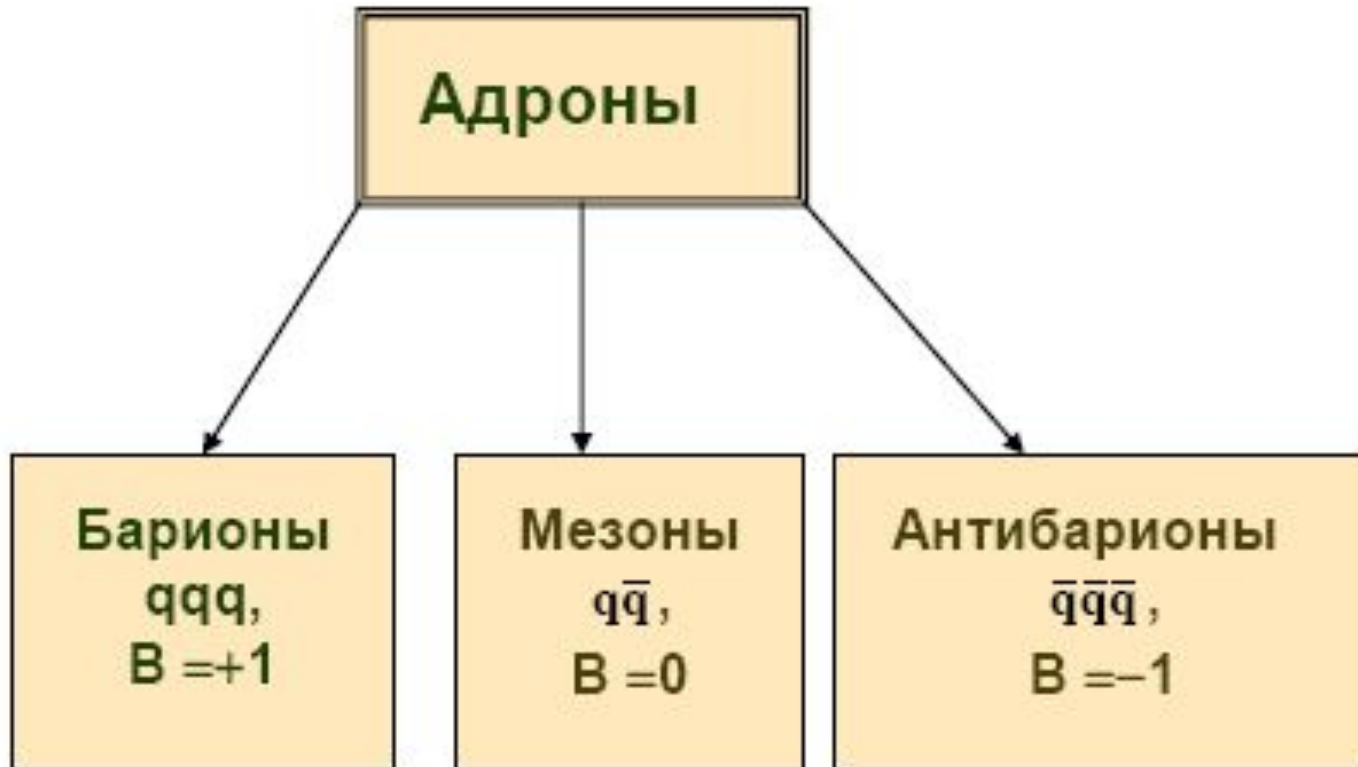 Адроны
Барионы
qqq,
B =+1
Мезоны
qq̅,
B =0
Антибарионы
q̅q̅q̅,
B =−1